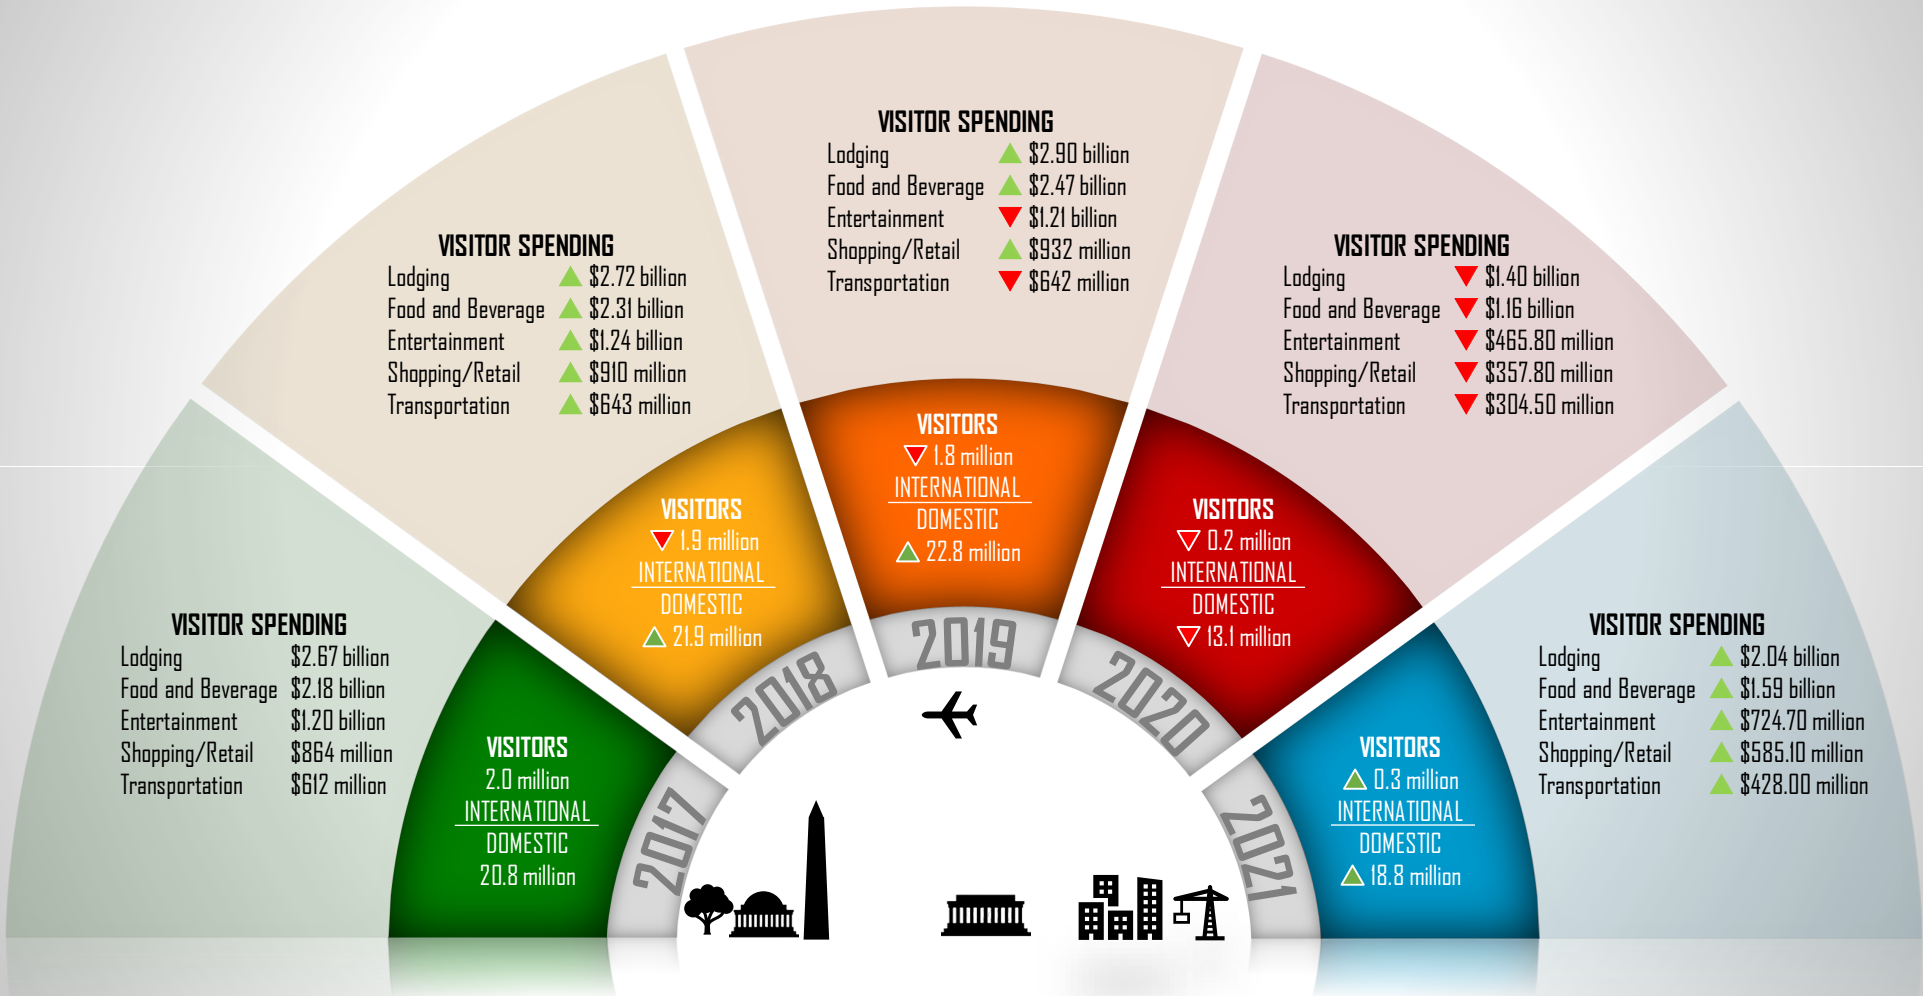 VISITOR SPENDING
Lodging $2.67 billion
Food and Beverage $2.18 billion
Entertainment $1.20 billion
Shopping/Retail $864 million
Transportation $612 million
VISITORS
2.0 million
INTERNATIONAL
DOMESTIC
20.8 million
2017
VISITOR SPENDING
Lodging $2.72 billion
Food and Beverage $2.31 billion
Entertainment $1.24 billion
Shopping/Retail $910 million
Transportation $643 million
VISITORS
1.9 million
INTERNATIONAL
DOMESTIC
21.9 million
2018
VISITOR SPENDING
Lodging $2.90 billion
Food and Beverage $2.47 billion
Entertainment $1.21 billion
Shopping/Retail $932 million
Transportation $642 million
VISITORS
1.8 million
INTERNATIONAL
DOMESTIC
22.8 million
2019
VISITOR SPENDING
Lodging $1.40 billion
Food and Beverage $1.16 billion
Entertainment $465.80 million
Shopping/Retail $357.80 million
Transportation $304.50 million
VISITORS
0.2 million
INTERNATIONAL
DOMESTIC
13.1 million
2020
VISITOR SPENDING
Lodging $2.04 billion
Food and Beverage $1.59 billion
Entertainment $724.70 million
Shopping/Retail $585.10 million
Transportation $428.00 million
VISITORS
0.3 million
INTERNATIONAL
DOMESTIC
18.8 million
2021